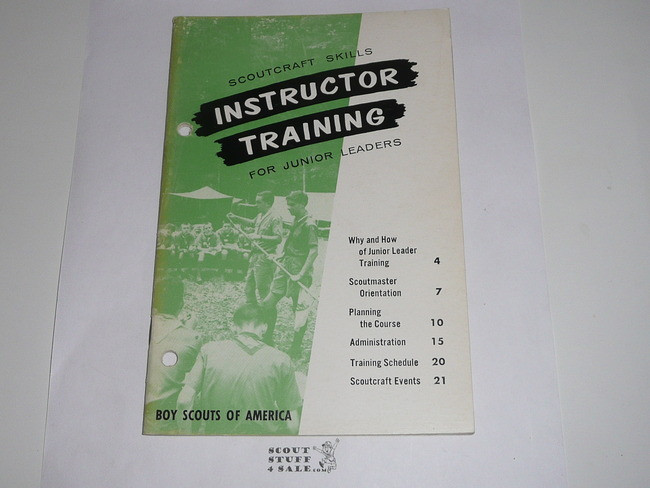 SCOUTCRAFT SKILLS
INSTRUCTOR
TRAINING
FOR JUNIOR LEADERS
Why and How
of Junior Leader
Training 4
Scoutmaster
Orientation 7
Planning
the Course 10
Administration 15
Training Schedule 20
Scoutcraft Events 21
BOY SCOUTS OF AMERICA
SCOUT
STUFF
4 SALE.com